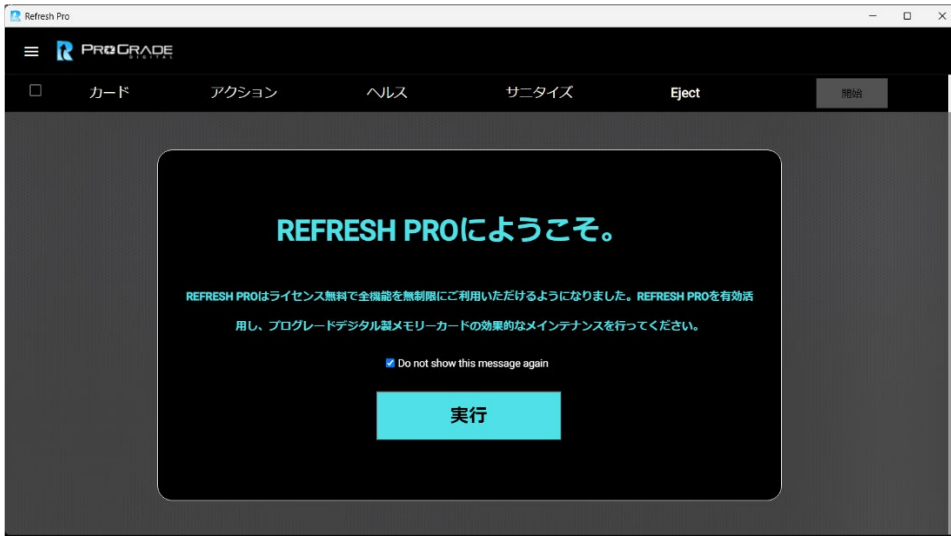 Refresh Pro
PROGRADE
DIGITAL
カード アクション ヘルス サニタイズ Eject 開始
REFRESH PROにようこそ。
REFRESH PROはライセンス無料で全機能を無制限にご利用いただけるようになりました。REFRESH PROを有効活
用し、プログレードデジタル製メモリーカードの効果的なメインテナンスを行ってください。
Do not show this message again
実行